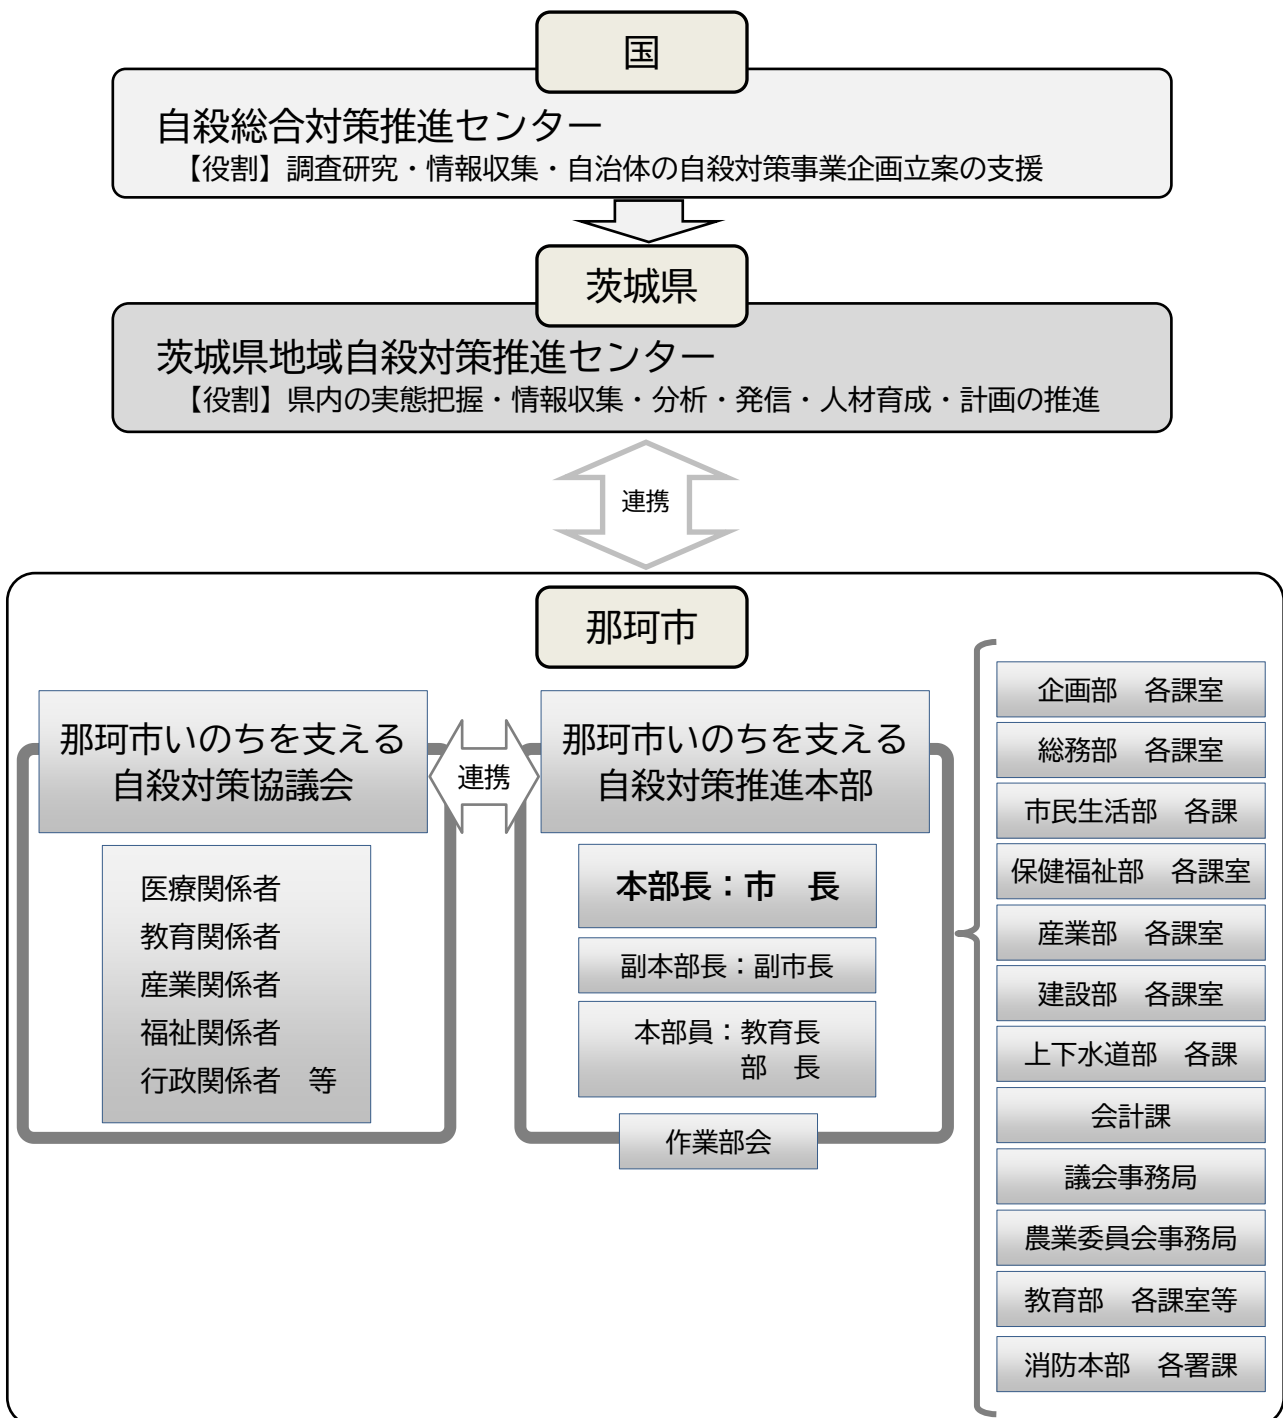 国
自殺総合対策推進センター
【役割】調査研究・情報収集・自治体の自殺対策事業企画立案の支援
茨城県
茨城県地域自殺対策推進センター
【役割】県内の実態把握・情報収集・分析・発信・人材育成・計画の推進
連携
那珂市
那珂市いのちを支える
自殺対策協議会
医療関係者
教育関係者
産業関係者
福祉関係者
行政関係者　等
連携
那珂市いのちを支える
自殺対策推進本部
本部長：市　長
副本部長：副市長
本部員：教育長
部　長
作業部会
企画部　各課室
総務部　各課室
市民生活部　各課
保健福祉部　各課室
産業部　各課室
建設部　各課室
上下水道部　各課
会計課
議会事務局
農業委員会事務局
教育部　各課室等
消防本部　各署課